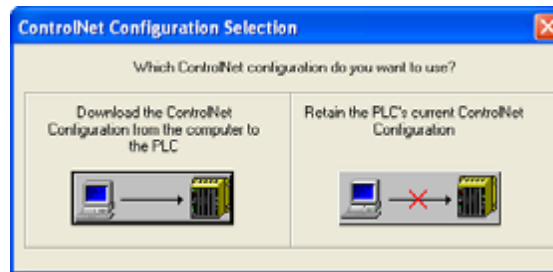 ControlNet Configuration Selection
Which ControlNet configuration do you want to use?
Download the ControlNet
Configuration from the computer to
the PLC
Retain the PLC's current ControlNet
Configuration